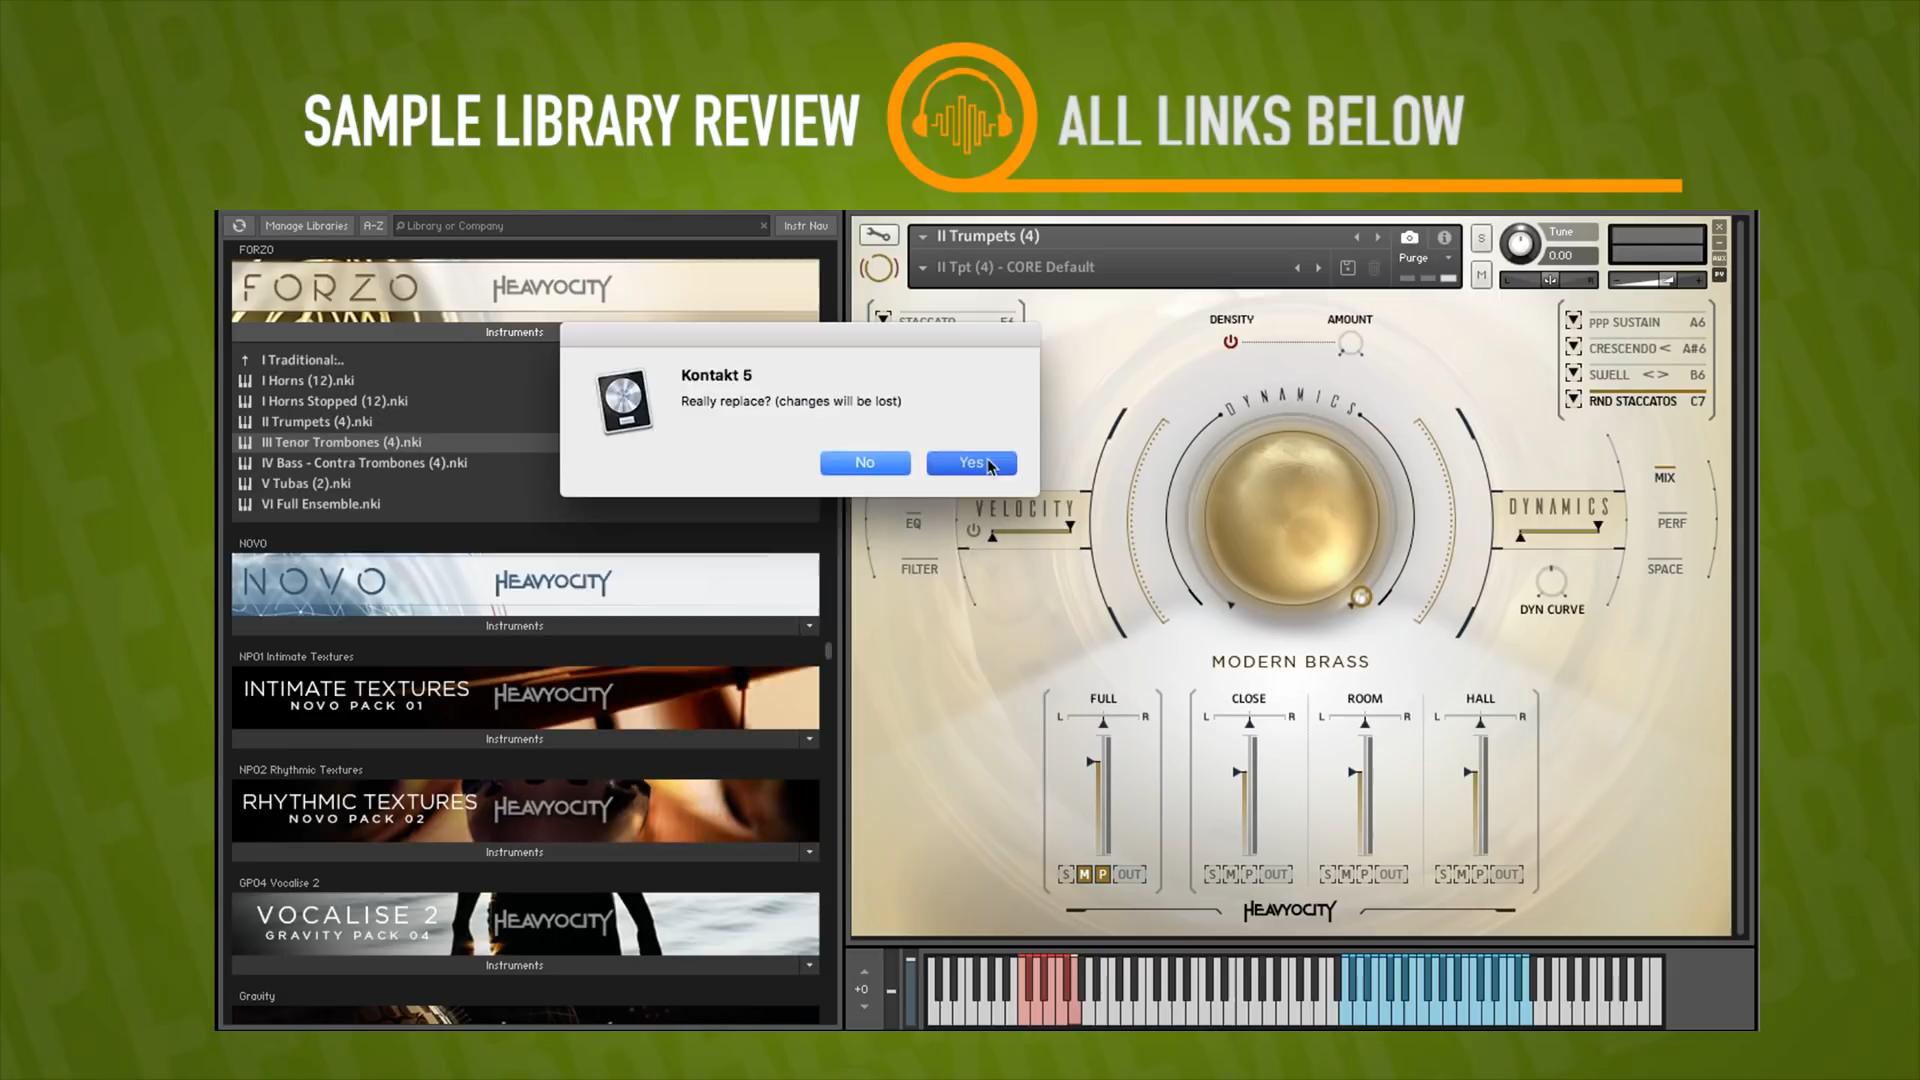 SAMPLE LIBRARY REVIEW
ALL LINKS BELOW
Manage Libraries
A-Z
Library or Company
Instr Nav
FORZO
FORZO
HEAVYOCITY
Instruments
I Traditional:..
I Horns (12).nki
I Horns Stopped (12).nki
II Trumpets (4).nki
III Tenor Trombones (4).nki
IV Bass - Contra Trombones (4).nki
V Tubas (2).nki
VI Full Ensemble.nki
NOVO
NOVO
HEAVYOCITY
Instruments
NP01 Intimate Textures
INTIMATE TEXTURES
NOVO PACK 01
HEAVYOCITY
Instruments
NP02 Rhythmic Textures
RHYTHMIC TEXTURES
NOVO PACK 02
HEAVYOCITY
Instruments
GP04 Vocalise 2
VOCALISE 2
GRAVITY PACK 04
HEAVYOCITY
Instruments
Gravity
Kontakt 5
Really replace? (changes will be lost)
No
Yes
II Trumpets (4)
II Tpt (4) - CORE Default
Purge
S
M
Tune
0.00
L
R
AUX
PV
STACCATO
DENSITY
AMOUNT
PPP SUSTAIN A6
CRESCENDO < A#6
SWELL < > B6
RND STACCATOS C7
DYNAMICS
VELOCITY
EQ
FILTER
DYNAMICS
MIX
PERF
SPACE
DYN CURVE
MODERN BRASS
FULL
L R
S M P OUT
CLOSE
L R
S M P OUT
ROOM
L R
S M P OUT
HALL
L R
S M P OUT
HEAVYOCITY
+0